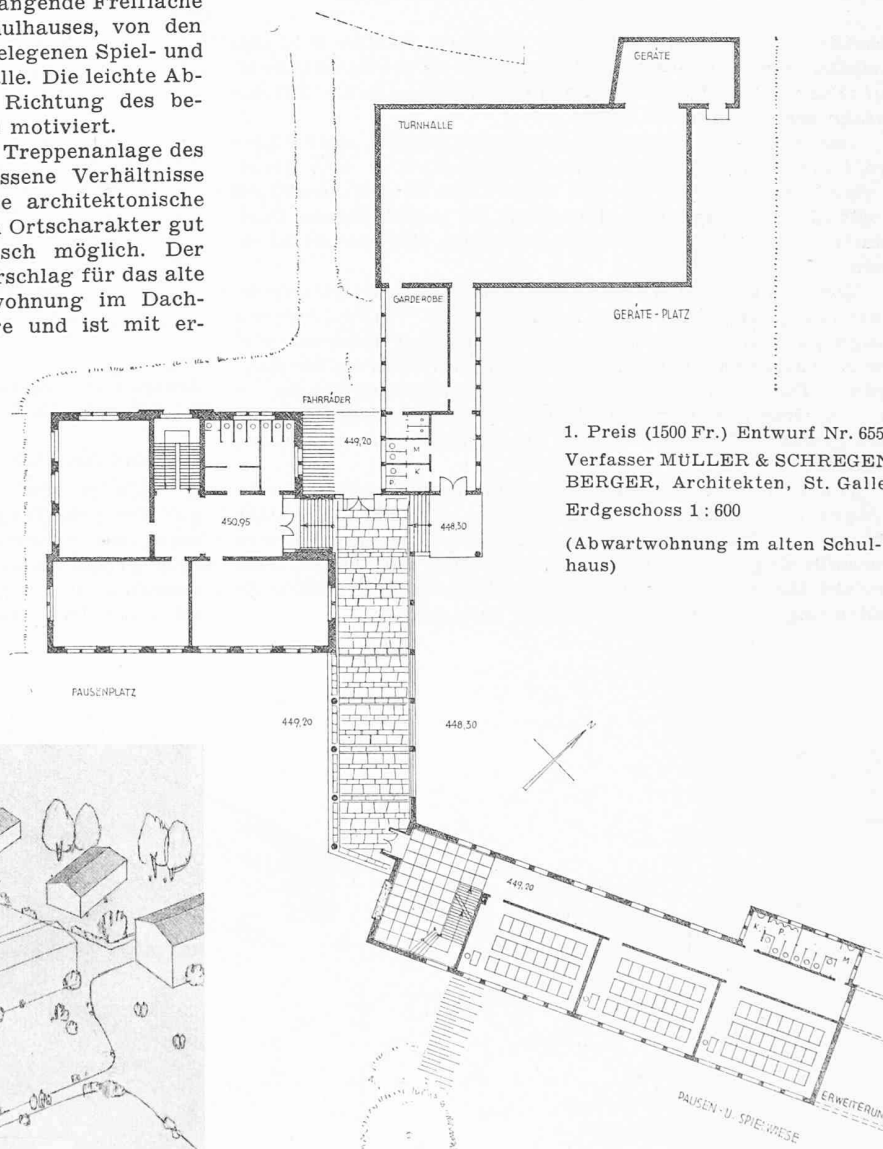 angende Freifläche
ulhauses, von den
elegenen Spiel- und
lle. Die leichte Ab-
Richtung des be-
motiviert.
Treppenanlage des
ssene Verhältnisse
e architektonische
Ortscharakter gut
sch möglich. Der
rschlag für das alte
wohnung im Dach-
re und ist mit er-
GERÄTE
TURNHALLE
GARDEROBE
GERÄTE-PLATZ
FAHRRÄDER
449,20
M
K
P.
450,95
448,30
1. Preis (1500 Fr.) Entwurf Nr. 655
Verfasser MÜLLER & SCHREGEN
BERGER, Architekten, St. Galle
Erdgeschoss 1 : 600
(Abwartwohnung im alten Schul-
haus)
PAUSENPLATZ
449,20
448,30
N
449,20
K.
P.
M
PAUSEN- U. SPIELWIESE
ERWEITERUN